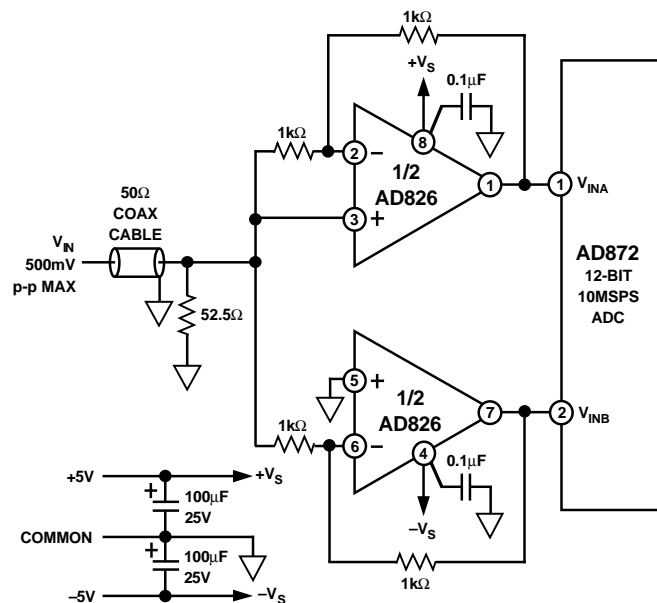 1kΩ
+VS
0.1µF
1kΩ
2
–
8
1/2
AD826
1
1
VINA
3
+
50Ω
COAX
CABLE
VIN
500mV
p-p MAX
52.5Ω
AD872
12-BIT
10MSPS
ADC
5
+
1/2
AD826
7
2
VINB
1kΩ
6
–
4
0.1µF
–VS
1kΩ
+5V
+VS
+
100µF
25V
COMMON
+
100µF
25V
–5V
–VS